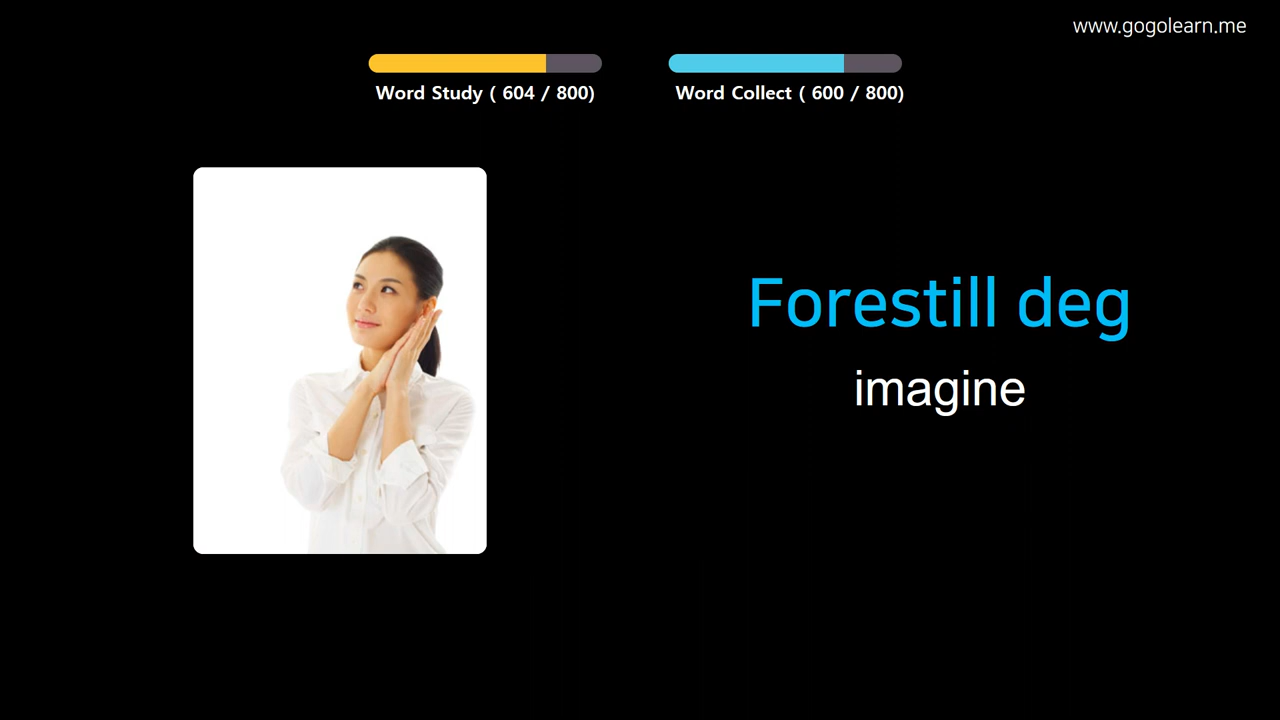 www.gogolearn.me
Word Study ( 604 / 800)
Word Collect ( 600 / 800)
Forestill deg
imagine